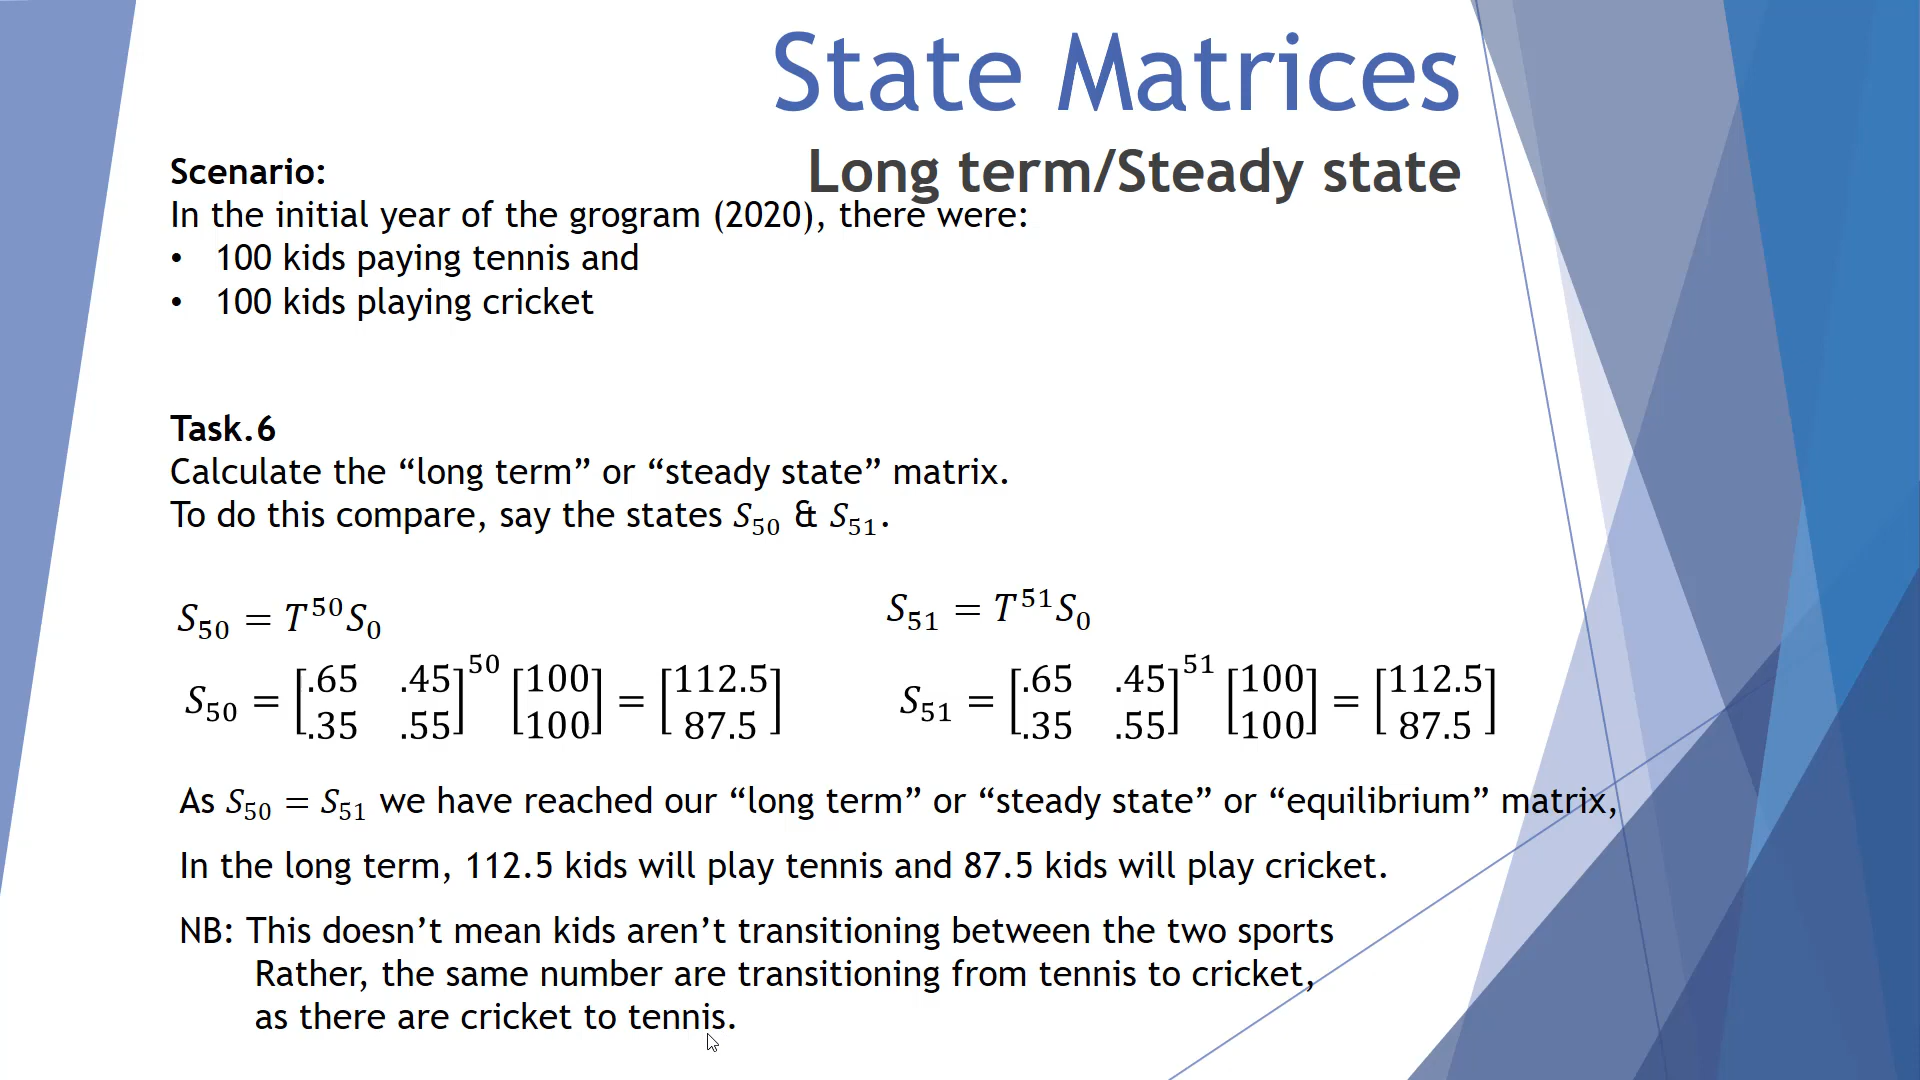 State Matrices
Long term/Steady state
Scenario:
In the initial year of the grogram (2020), there were:
• 100 kids paying tennis and
• 100 kids playing cricket
Task.6
Calculate the “long term” or “steady state” matrix.
To do this compare, say the states S₅₀ & S₅₁.
S₅₀ = T⁵⁰S₀
S₅₀ = [.65 .45; .35 .55]⁵⁰ [100; 100] = [112.5; 87.5]
S₅₁ = T⁵¹S₀
S₅₁ = [.65 .45; .35 .55]⁵¹ [100; 100] = [112.5; 87.5]
As S₅₀ = S₅₁ we have reached our “long term” or “steady state” or “equilibrium” matrix,
In the long term, 112.5 kids will play tennis and 87.5 kids will play cricket.
NB: This doesn’t mean kids aren’t transitioning between the two sports
Rather, the same number are transitioning from tennis to cricket,
as there are cricket to tennis.